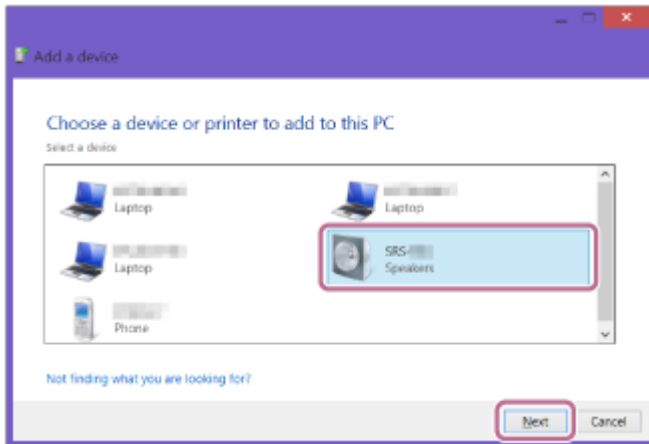 Add a device
Choose a device or printer to add to this PC
Select a device
Laptop
Laptop
Laptop
SRS-
Speakers
Phone
Not finding what you are looking for?
Next
Cancel